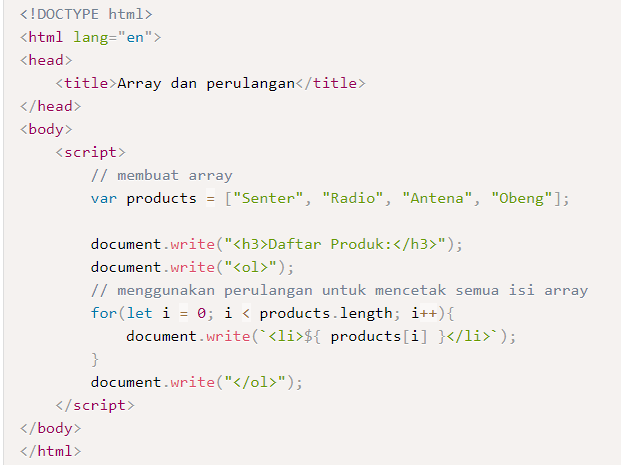 <!DOCTYPE html>
<html lang="en">
<head>
    <title>Array dan perulangan</title>
</head>
<body>
    <script>
        // membuat array
        var products = ["Senter", "Radio", "Antena", "Obeng"];

        document.write("<h3>Daftar Produk:</h3>");
        document.write("<ol>");
        // menggunakan perulangan untuk mencetak semua isi array
        for(let i = 0; i < products.length; i++){
            document.write(`<li>${ products[i] }</li>`);
        }
        document.write("</ol>");
    </script>
</body>
</html>